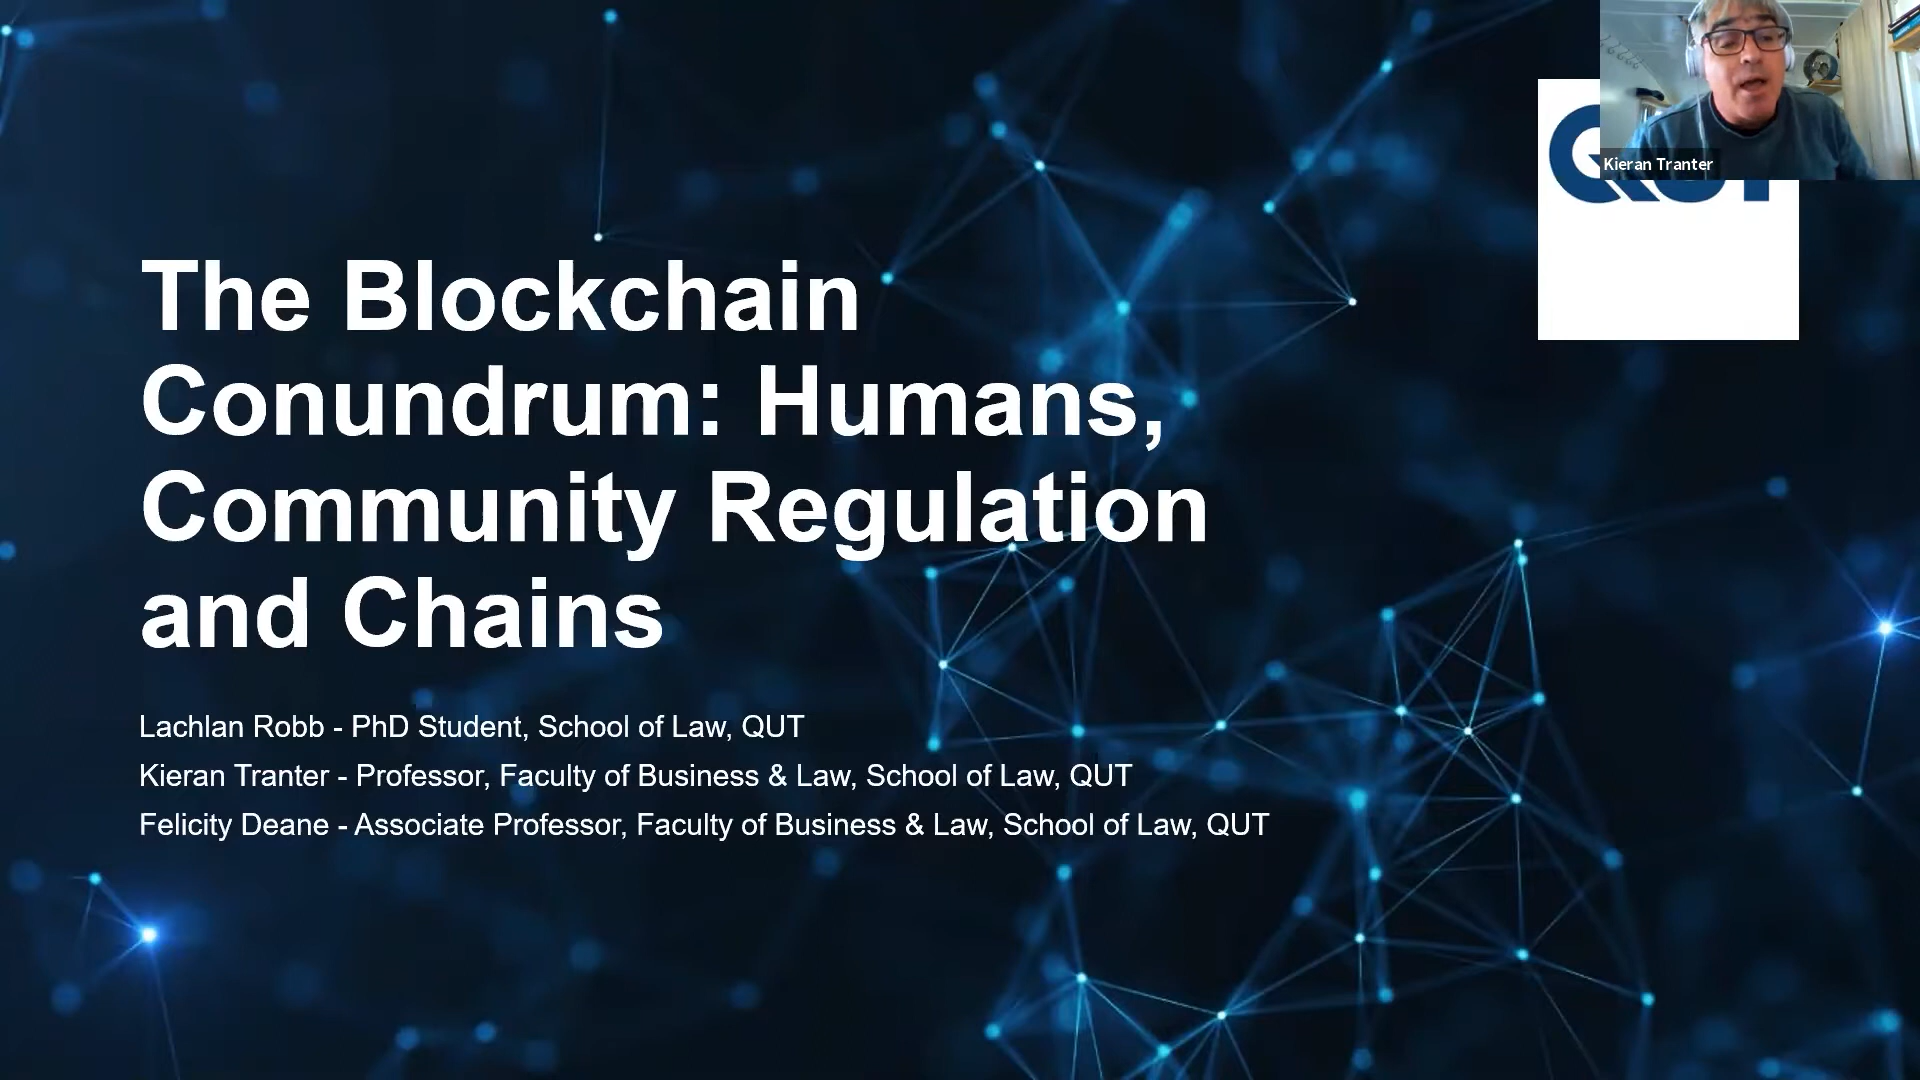 The Blockchain
Conundrum: Humans,
Community Regulation
and Chains
Lachlan Robb - PhD Student, School of Law, QUT
Kieran Tranter - Professor, Faculty of Business & Law, School of Law, QUT
Felicity Deane - Associate Professor, Faculty of Business & Law, School of Law, QUT
QUT
Kieran Tranter